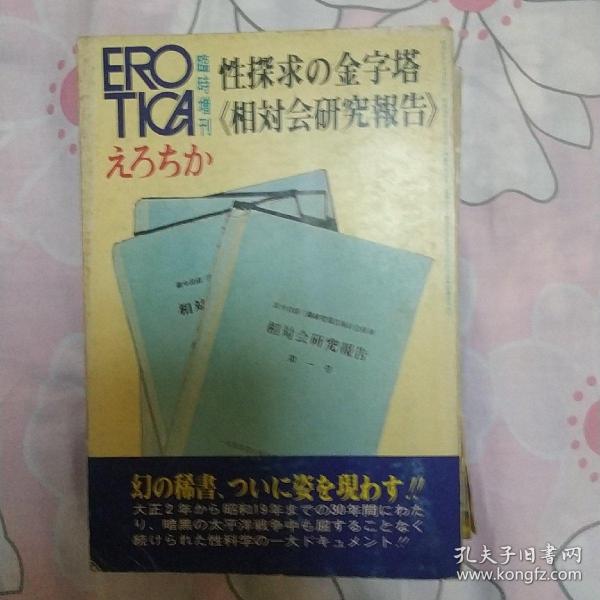 EROTICA
臨時増刊
えろちか
性探求の金字塔
《相対会研究報告》
相対会研究報告
第一巻
幻の稀書、ついに姿を現わす!!
大正2年から昭和19年までの30年間にわた
り、暗黒の太平洋戦争中も屈することなく
続けられた性科学の一大ドキュメント!!
孔夫子旧书网
www.kongfz.com